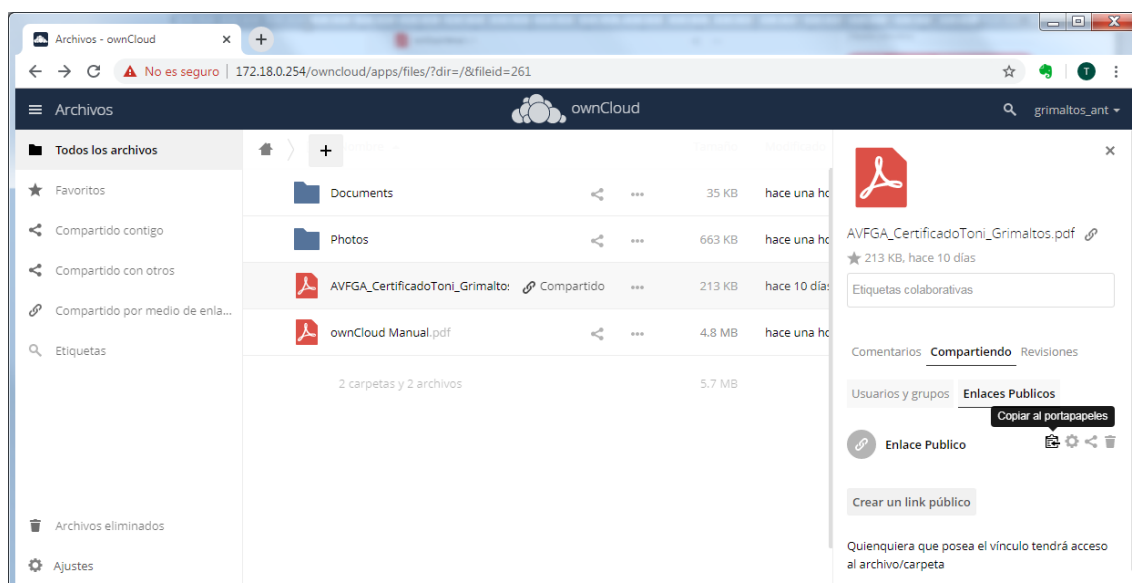 Archivos - ownCloud
No es seguro | 172.18.0.254/owncloud/apps/files/?dir=/&fileid=261
T
Archivos
ownCloud
grimaltos_ant
Todos los archivos
Favoritos
Compartido contigo
Compartido con otros
Compartido por medio de enla...
Etiquetas
Archivos eliminados
Ajustes
Tamaño Modificado
Documents 35 KB hace una ho
Photos 663 KB hace una ho
AVFGA_CertificadoToni_Grimalto: Compartido 213 KB hace 10 días
ownCloud Manual.pdf 4.8 MB hace una ho
2 carpetas y 2 archivos 5.7 MB
AVFGA_CertificadoToni_Grimaltos.pdf
213 KB, hace 10 días
Etiquetas colaborativas
Comentarios Compartiendo Revisiones
Usuarios y grupos Enlaces Publicos
Copiar al portapapeles
Enlace Publico
Crear un link público
Quienquiera que posea el vínculo tendrá acceso
al archivo/carpeta